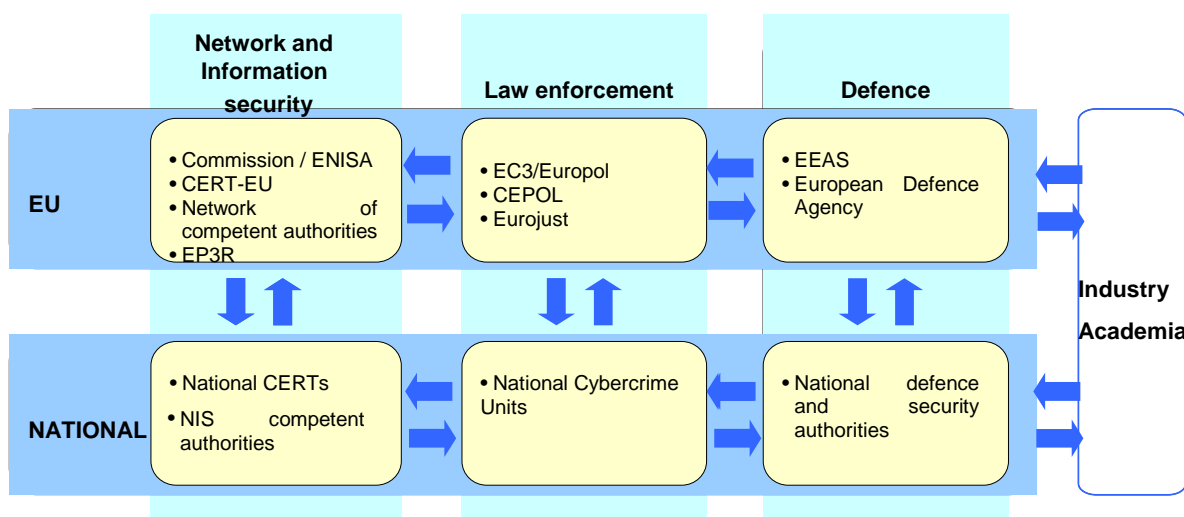 Network and
Information
security
Law enforcement
Defence
EU
• Commission / ENISA
• CERT-EU
• Network of
competent authorities
• EP3R
• EC3/Europol
• CEPOL
• Eurojust
• EEAS
• European Defence
Agency
Industry
Academia
NATIONAL
• National CERTs
• NIS competent
authorities
• National Cybercrime
Units
• National defence
and security
authorities